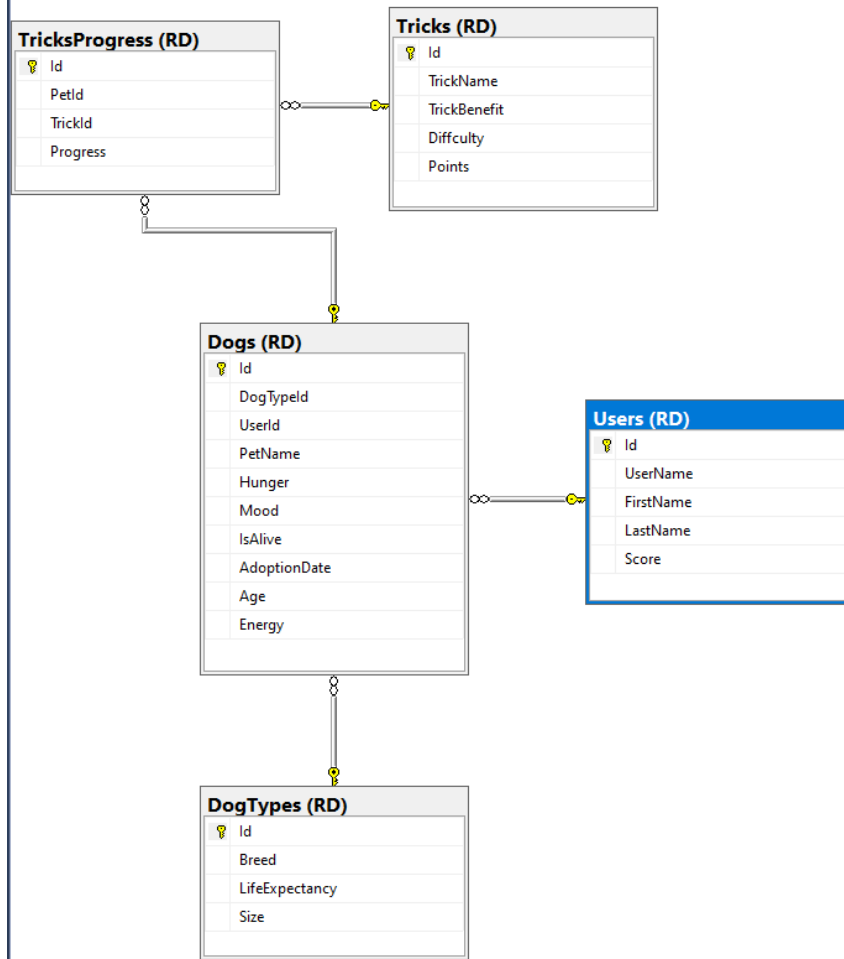 TricksProgress (RD)
Id
PetId
TrickId
Progress
Tricks (RD)
Id
TrickName
TrickBenefit
Diffculty
Points
Dogs (RD)
Id
DogTypeId
UserId
PetName
Hunger
Mood
IsAlive
AdoptionDate
Age
Energy
Users (RD)
Id
UserName
FirstName
LastName
Score
DogTypes (RD)
Id
Breed
LifeExpectancy
Size